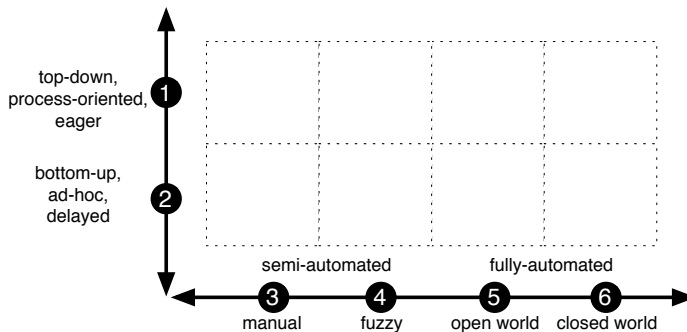 top-down,
process-oriented,
eager
1
bottom-up,
ad-hoc,
delayed
2
semi-automated fully-automated
3 4 5 6
manual fuzzy open world closed world